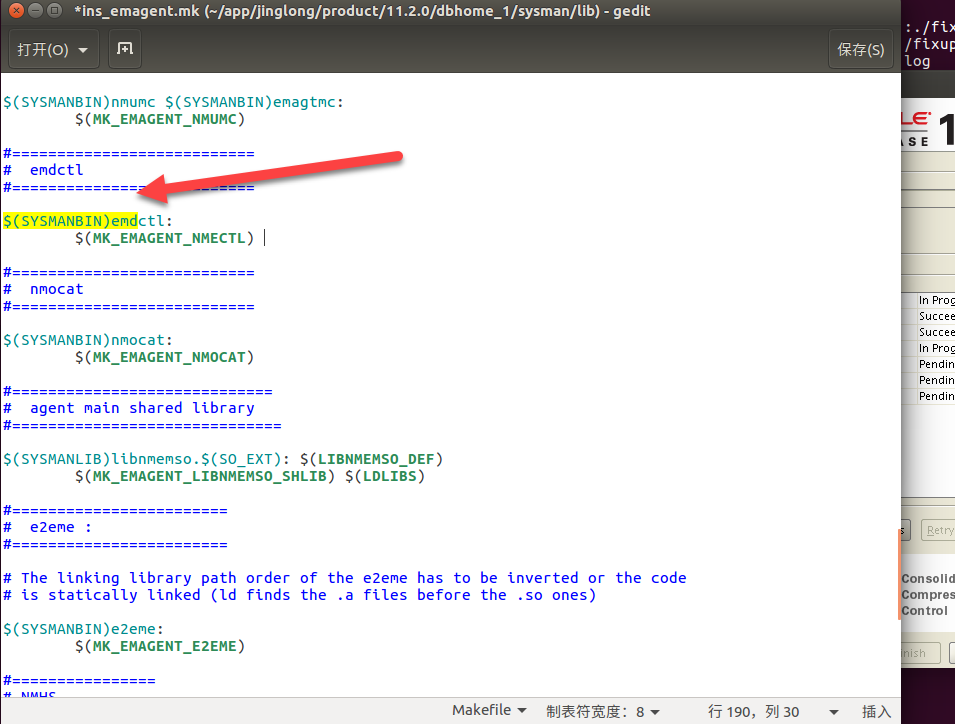 *ins_emagent.mk (~/app/jinglong/product/11.2.0/dbhome_1/sysman/lib) - gedit
打开(O)
保存(S)
:./fix
/fixup
log
$(SYSMANBIN)nmumc $(SYSMANBIN)emagtmc:
$(MK_EMAGENT_NMUMC)
#===========================
#  emdctl
#===========================
$(SYSMANBIN)emdctl:
$(MK_EMAGENT_NMECTL)
#===========================
#  nmocat
#===========================
$(SYSMANBIN)nmocat:
$(MK_EMAGENT_NMOCAT)
#=============================
#  agent main shared library
#==============================
$(SYSMANLIB)libnmemso.$(SO_EXT): $(LIBNMEMSO_DEF)
$(MK_EMAGENT_LIBNMEMSO_SHLIB) $(LDLIBS)
#========================
#  e2eme :
#========================
# The linking library path order of the e2eme has to be inverted or the code
# is statically linked (ld finds the .a files before the .so ones)
$(SYSMANBIN)e2eme:
$(MK_EMAGENT_E2EME)
#================
# NMHS
Makefile
制表符宽度: 8
行 190，列 30
插入
LE
1
ASE
In Prog
Succee
Succee
In Prog
Pendin
Pendin
Pendin
s
Retry
Consolid
Compres
Control
nish